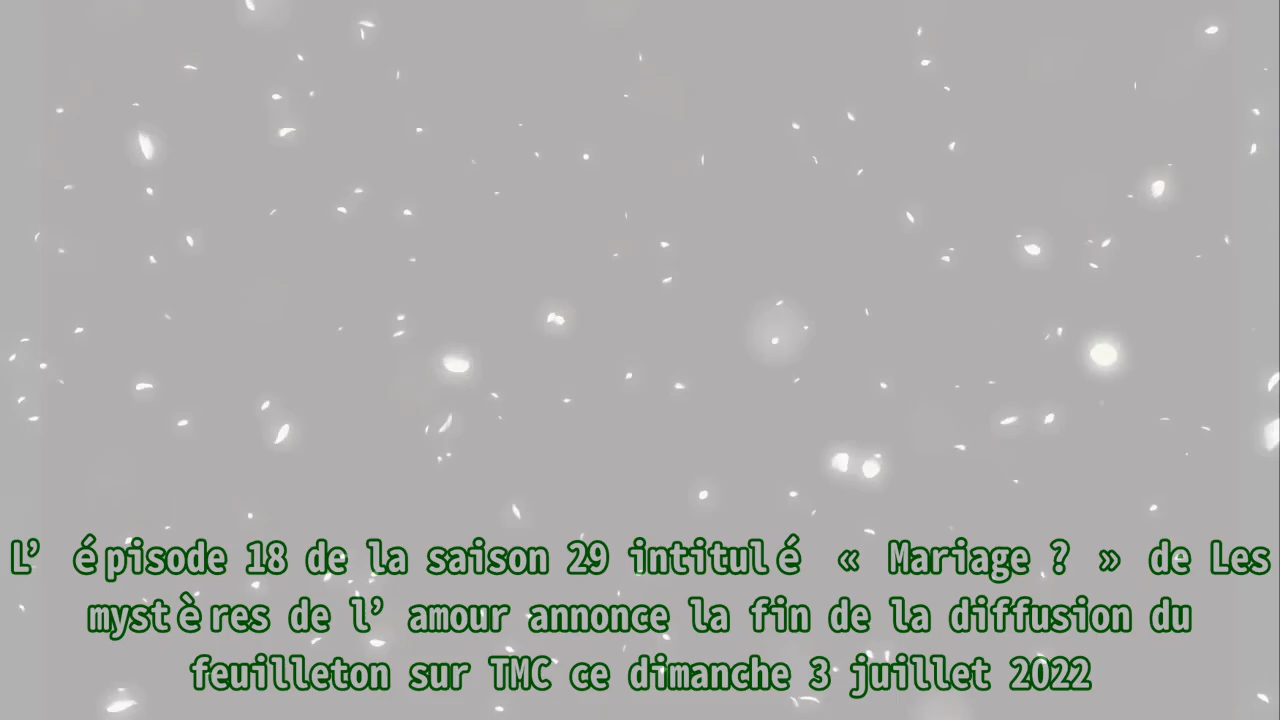 L’ épisode 18 de la saison 29 intitulé « Mariage ? » de Les
mystères de l’ amour annonce la fin de la diffusion du
feuilleton sur TMC ce dimanche 3 juillet 2022